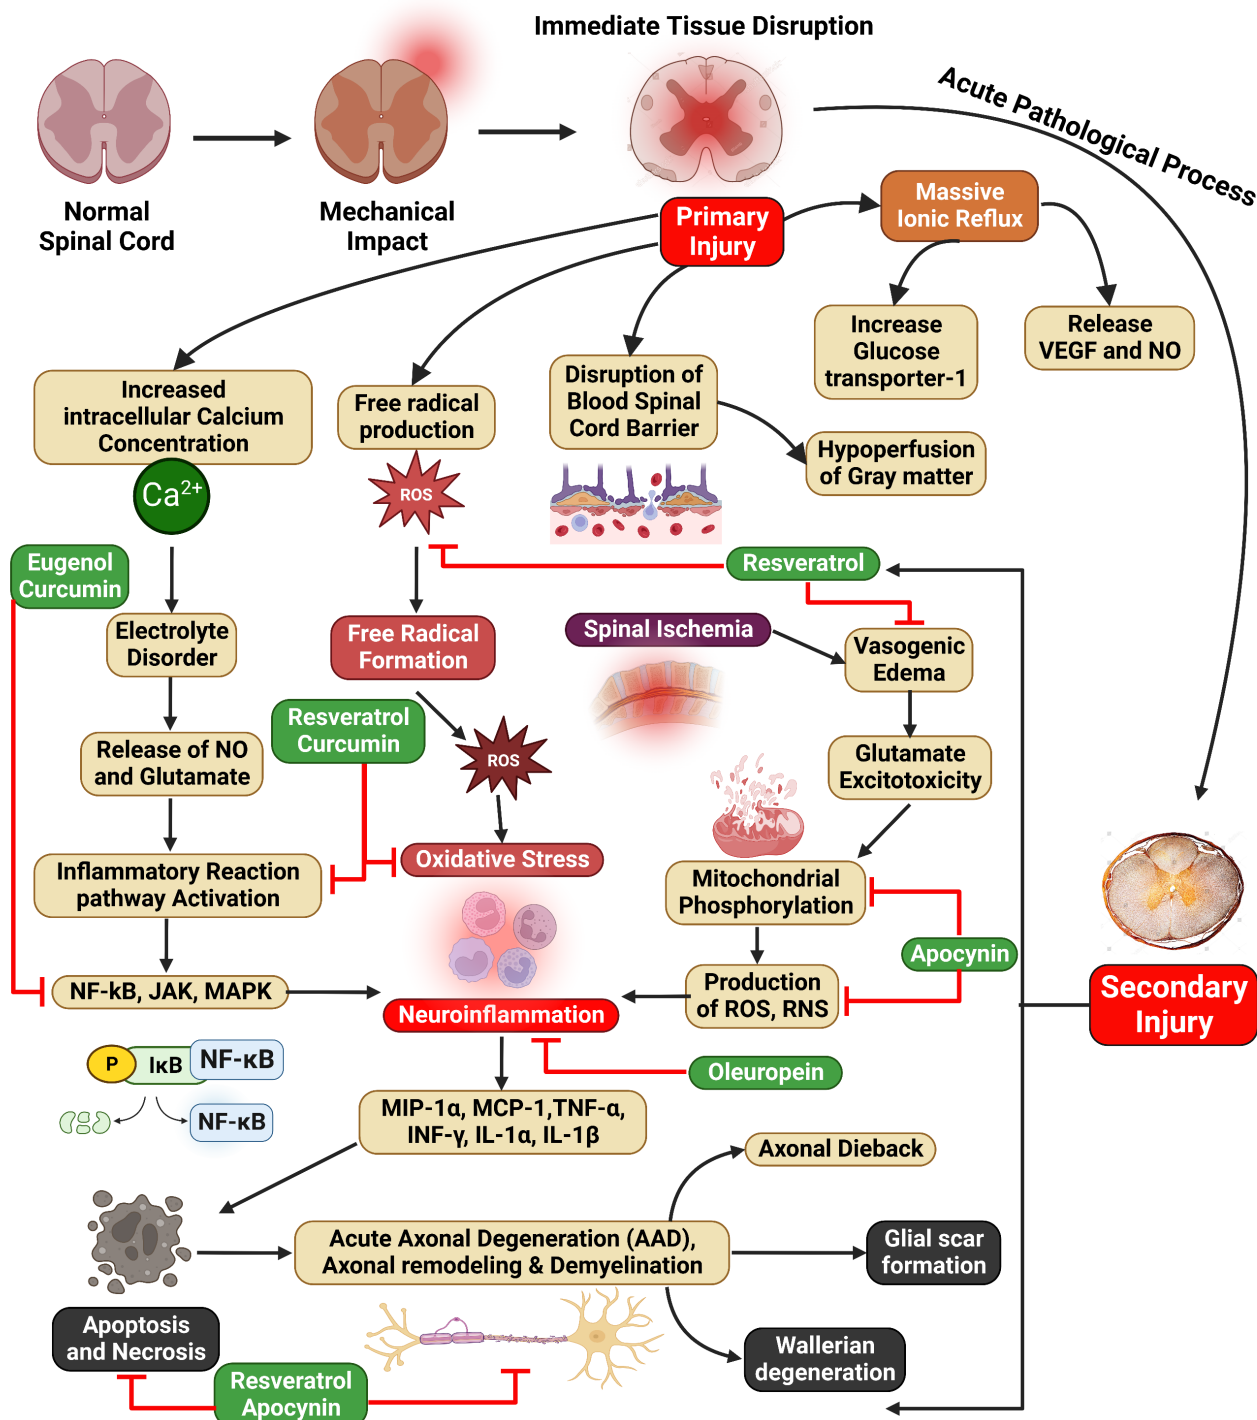 Immediate Tissue Disruption
Acute Pathological Process
Normal
Spinal Cord
Mechanical
Impact
Primary
Injury
Massive
Ionic Reflux
Increase
Glucose
transporter-1
Release
VEGF and NO
Increased
intracellular Calcium
Concentration
Ca2+
Free radical
production
ROS
Disruption of
Blood Spinal
Cord Barrier
Hypoperfusion
of Gray matter
Eugenol
Curcumin
Resveratrol
Electrolyte
Disorder
Free Radical
Formation
Spinal Ischemia
Vasogenic
Edema
Release of NO
and Glutamate
Resveratrol
Curcumin
ROS
Glutamate
Excitotoxicity
Inflammatory Reaction
pathway Activation
Oxidative Stress
Mitochondrial
Phosphorylation
Apocynin
NF-kB, JAK, MAPK
Neuroinflammation
Production
of ROS, RNS
Secondary
Injury
P
IκB
NF-κB
NF-κB
Oleuropein
MIP-1α, MCP-1,TNF-α,
INF-γ, IL-1α, IL-1β
Axonal Dieback
Acute Axonal Degeneration (AAD),
Axonal remodeling & Demyelination
Glial scar
formation
Apoptosis
and Necrosis
Wallerian
degeneration
Resveratrol
Apocynin